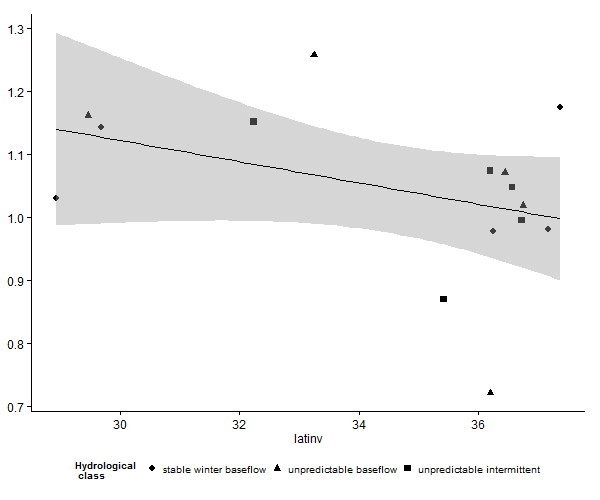 1.3
1.2
1.1
1.0
0.9
0.8
0.7
30 32 34 36
latinv
Hydrological
class
stable winter baseflow unpredictable baseflow unpredictable intermittent